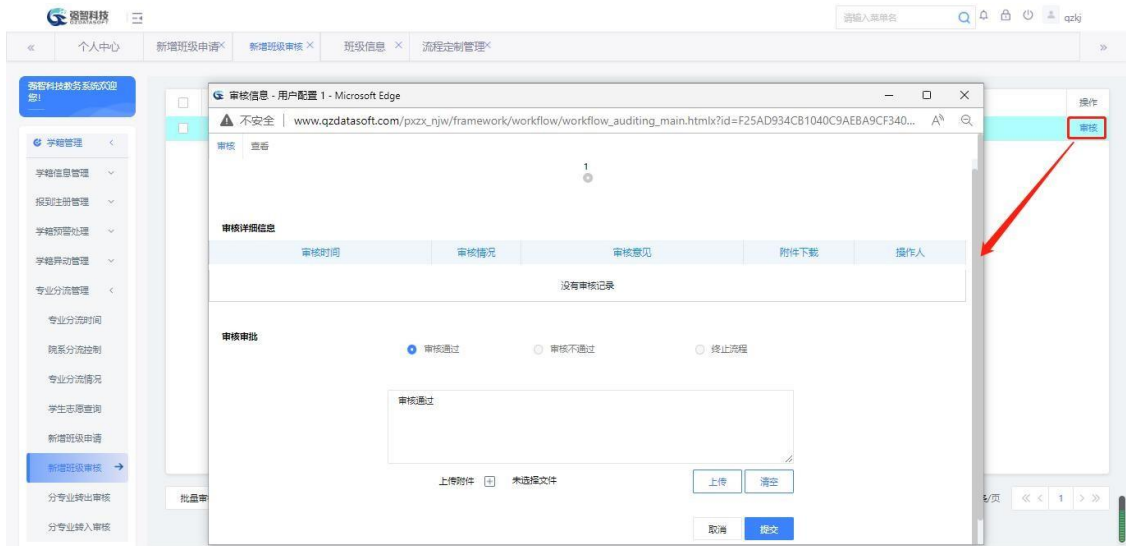 强智科技
QZDATASOFT
请输入菜单名
qzkj
个人中心
新增班级申请×
新增班级审核 ×
班级信息 ×
流程定制管理×
强智科技教务系统欢迎
您!
学籍管理
学籍信息管理
报到注册管理
学籍预警处理
学籍异动管理
专业分流管理
专业分流时间
院系分流控制
专业分流情况
学生志愿查询
新增班级申请
新增班级审核
分专业转出审核
分专业转入审核
操作
审核
审核信息 - 用户配置 1 - Microsoft Edge
不安全 | www.qzdatasoft.com/pxzx_njw/framework/workflow/workflow_auditing_main.htmlx?id=F25AD934CB1040C9AEBA9CF340...
审核 查看
1
审核详细信息
审核时间 审核情况 审核意见 附件下载 操作人
没有审核记录
审核审批
审核通过 审核不通过 终止流程
审核通过
上传附件 未选择文件 上传 清空
取消 提交
批量审
条/页
1